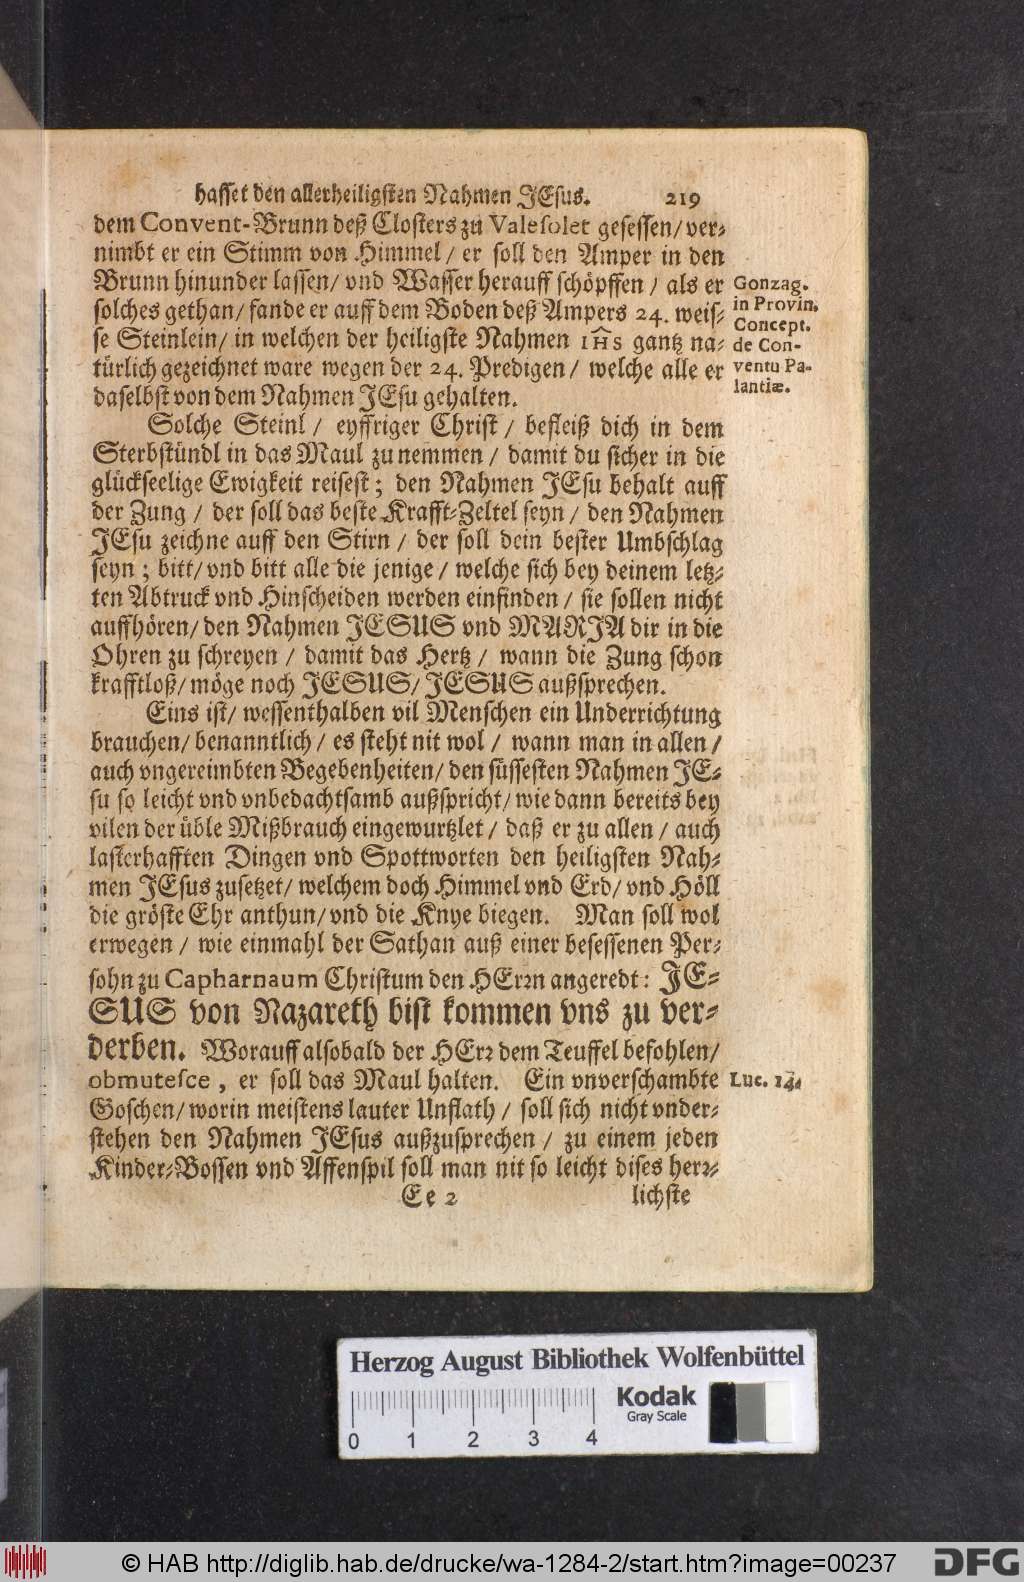 hasset den allerheiligsten Nahmen JEsus. 219
dem Convent-Brunn deß Closters zu Valesolet gesessen/ ver-
nimbt er ein Stimm von Himmel/ er soll den Amper in den
Brunn hinunder lassen/ vnd Wasser herauff schöpffen/ als er
solches gethan/ fande er auff dem Boden deß Ampers 24. weis-
se Steinlein/ in welchen der heiligste Nahmen IHS gantz na-
türlich gezeichnet ware wegen der 24. Predigen/ welche alle er
daselbst von dem Nahmen JEsu gehalten.
Gonzag.
in Provin.
Concept.
de Con-
ventu Pa-
lantiæ.
Solche Steinl/ eyffriger Christ/ befleiß dich in dem
Sterbstündl in das Maul zu nemmen/ damit du sicher in die
glückseelige Ewigkeit reisest; den Nahmen JEsu behalt auff
der Zung/ der soll das beste Krafft-Zeltel seyn/ den Nahmen
JEsu zeichne auff den Stirn/ der soll dein bester Umbschlag
seyn; bitt/ vnd bitt alle die jenige/ welche sich bey deinem letz-
ten Abtruck vnd Hinscheiden werden einfinden/ sie sollen nicht
auffhören/ den Nahmen JESUS vnd MARJA dir in die
Ohren zu schreyen/ damit das Hertz/ wann die Zung schon
krafftloß/ möge noch JESUS/ JESUS außsprechen.
Eins ist/ wessenthalben vil Menschen ein Underrichtung
brauchen/ benanntlich/ es steht nit wol/ wann man in allen/
auch vngereimbten Begebenheiten/ den süssesten Nahmen JE-
su so leicht vnd vnbedachtsamb außspricht/ wie dann bereits bey
vilen der üble Mißbrauch eingewurtzlet/ daß er zu allen/ auch
lasterhafften Dingen vnd Spottworten den heiligsten Nah-
men JEsus zusetzet/ welchem doch Himmel vnd Erd/ vnd Höll
die gröste Ehr anthun/ vnd die Knye biegen. Man soll wol
erwegen/ wie einmahl der Sathan auß einer besessenen Per-
sohn zu Capharnaum Christum den HErrn angeredt: JE-
SUS von Nazareth bist kommen vns zu ver-
derben. Worauff alsobald der HErr dem Teuffel befohlen/
obmutesce, er soll das Maul halten. Ein vnverschambte
Luc. 14.
Goschen/ worin meistens lauter Unflath/ soll sich nicht vnder-
stehen den Nahmen JEsus außzusprechen/ zu einem jeden
Kinder-Bossen vnd Affenspil soll man nit so leicht dises herr-
Ee 2 lichste
Herzog August Bibliothek Wolfenbüttel
Kodak
Gray Scale
0 1 2 3 4
© HAB http://diglib.hab.de/drucke/wa-1284-2/start.htm?image=00237
DFG